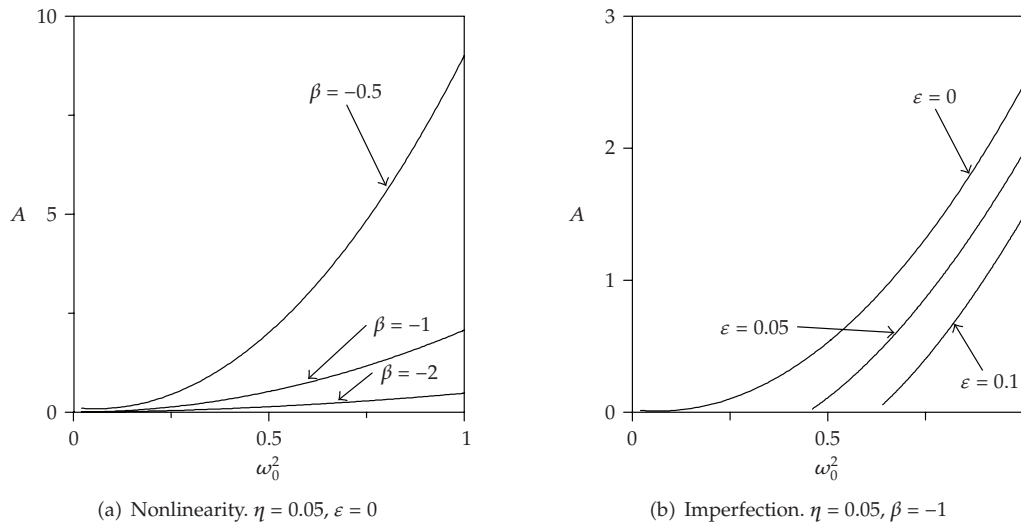 10
5
0
A
β = −0.5
β = −1
β = −2
0
0.5
1
ω₀²
(a) Nonlinearity. η = 0.05, ε = 0
3
2
1
0
A
ε = 0
ε = 0.05
ε = 0.1
0
0.5
ω₀²
(b) Imperfection. η = 0.05, β = −1